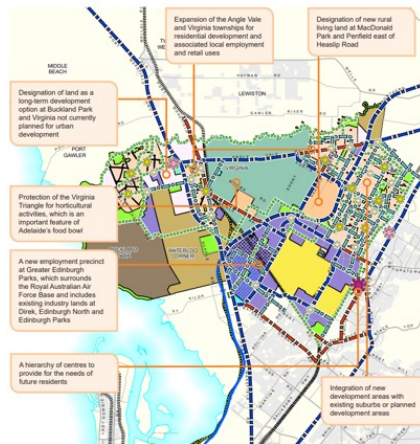 Expansion of the Angle Vale
and Virginia townships for
residential development and
associated local employment
and retail uses
Designation of new rural
living land at MacDonald
Park and Penfield east of
Heaslip Road
MIDDLE
BEACH
LEWISTON
Designation of land as a
long-term development
option at Buckland Park
and Virginia not currently
planned for urban
development
PORT
GAWLER
GAWLER RIVER
VIRGINIA
Protection of the Virginia
Triangle for horticultural
activities, which is an
important feature of
Adelaide's food bowl
WATERLOO
CORNER
A new employment precinct
at Greater Edinburgh
Parks, which surrounds
the Royal Australian Air
Force Base and includes
existing industry lands at
Direk, Edinburgh North and
Edinburgh Parks
A hierarchy of centres to
provide for the needs of
future residents
Integration of new
development areas with
existing suburbs or planned
development areas